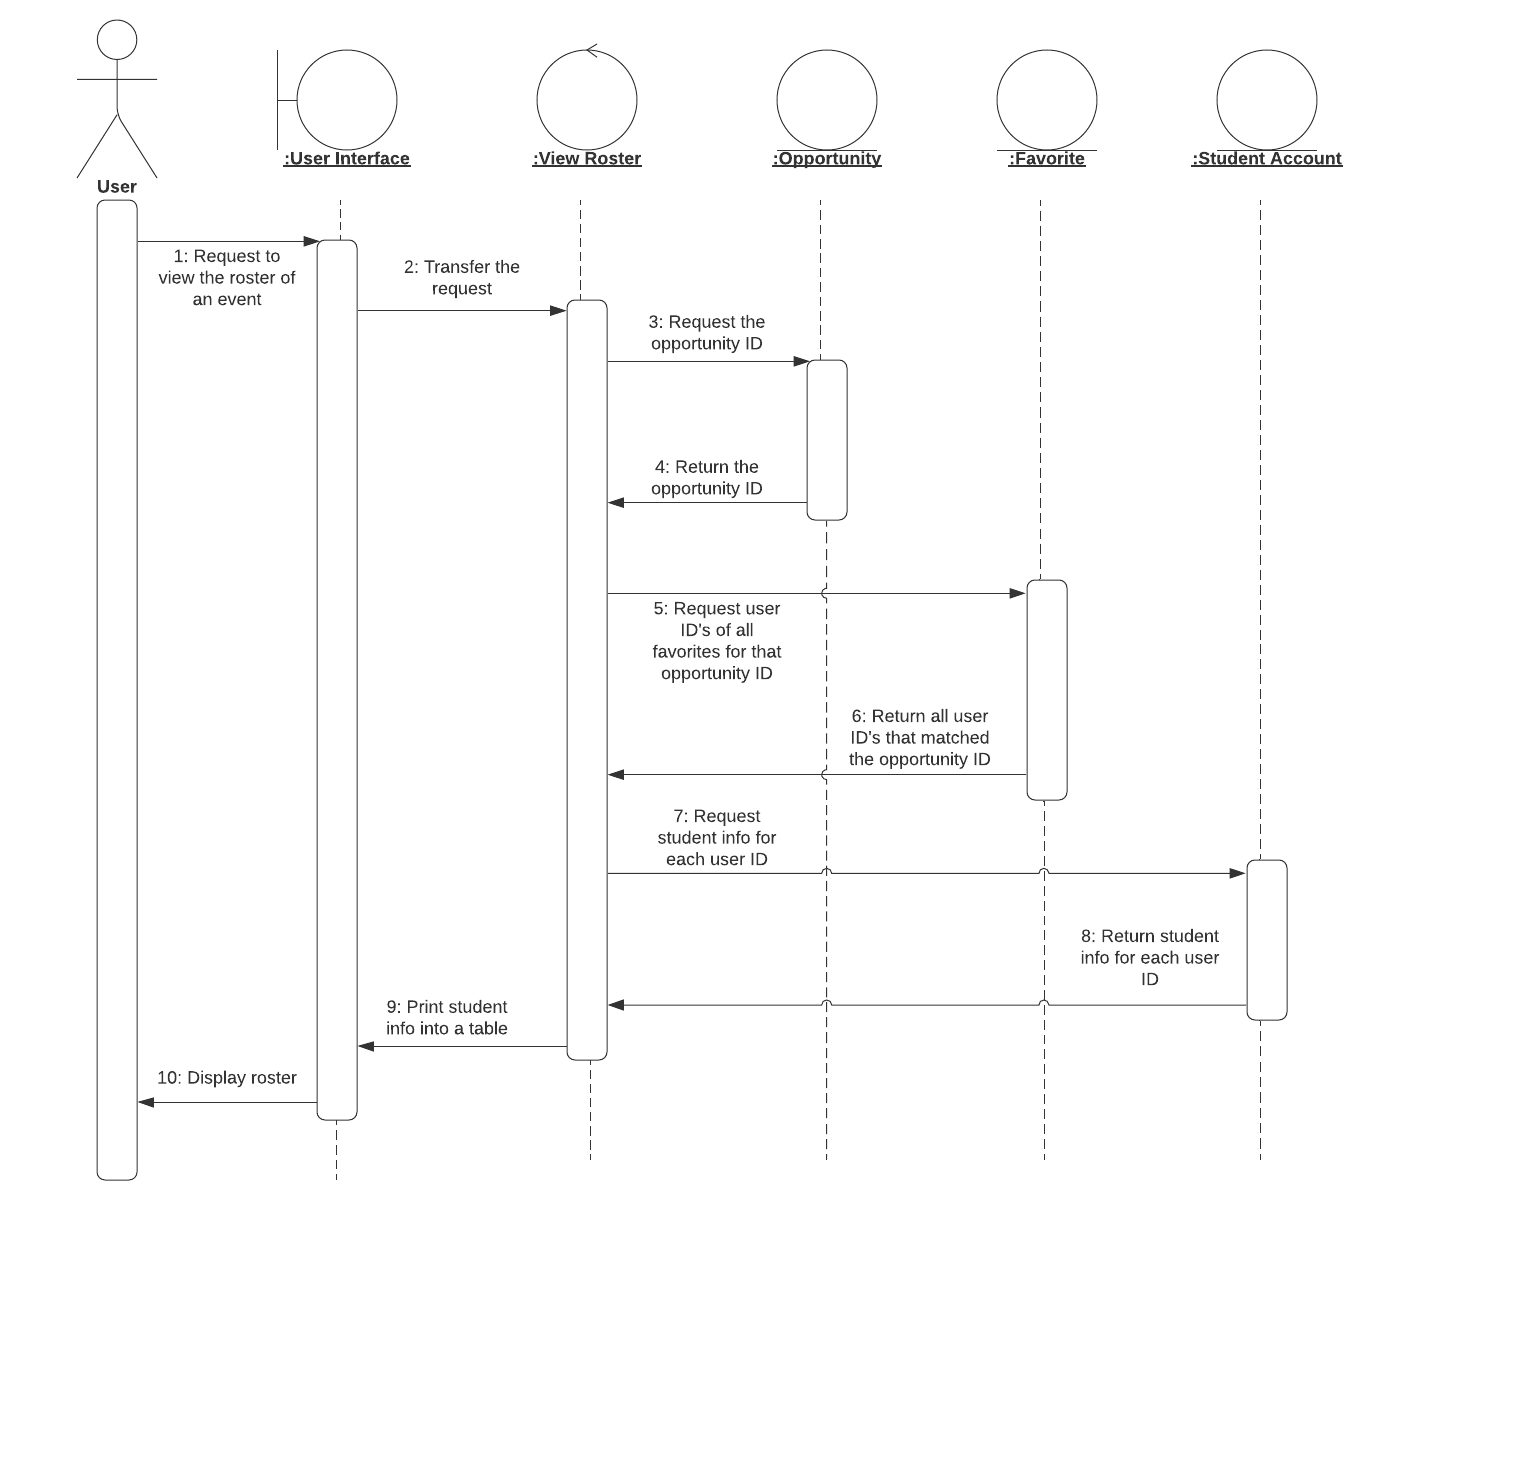 :User Interface
:View Roster
:Opportunity
:Favorite
:Student Account
User
1: Request to
view the roster of
an event
2: Transfer the
request
3: Request the
opportunity ID
4: Return the
opportunity ID
5: Request user
ID's of all
favorites for that
opportunity ID
6: Return all user
ID's that matched
the opportunity ID
7: Request
student info for
each user ID
8: Return student
info for each user
ID
9: Print student
info into a table
10: Display roster